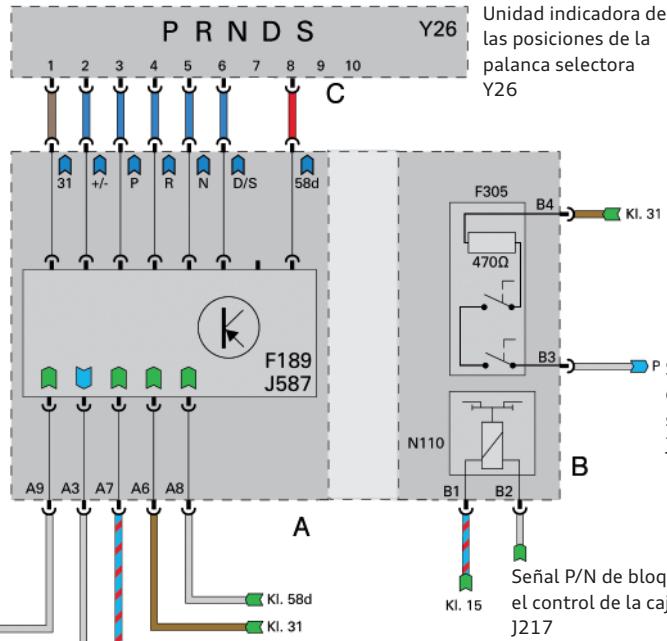 P R N D S
Y26
Unidad indicadora de
las posiciones de la
palanca selectora
Y26
1 2 3 4 5 6 7 8 9 10
C
31 +/- P R N D/S 58d
F305
B4
Kl. 31
470Ω
F189
J587
B3
P
N110
B
A9 A3 A7 A6 A8
B1 B2
A
Kl. 58d
Kl. 31
Kl. 15
Señal P/N de bloq
el control de la caj
J217